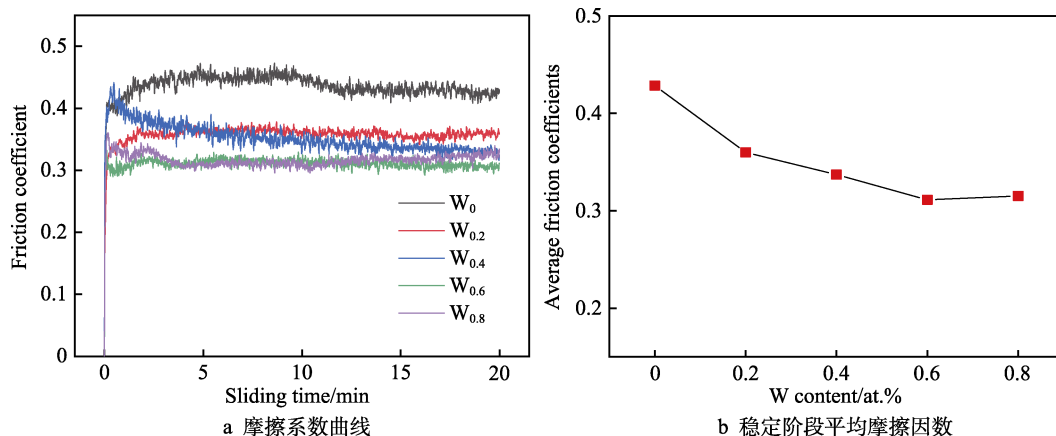 0.5
0.4
0.3
0.2
0.1
0
Friction coefficient
W0
W0.2
W0.4
W0.6
W0.8
0 5 10 15 20
Sliding time/min
a 摩擦系数曲线
0.5
0.4
0.3
0.2
Average friction coefficients
0 0.2 0.4 0.6 0.8
W content/at.%
b 稳定阶段平均摩擦因数